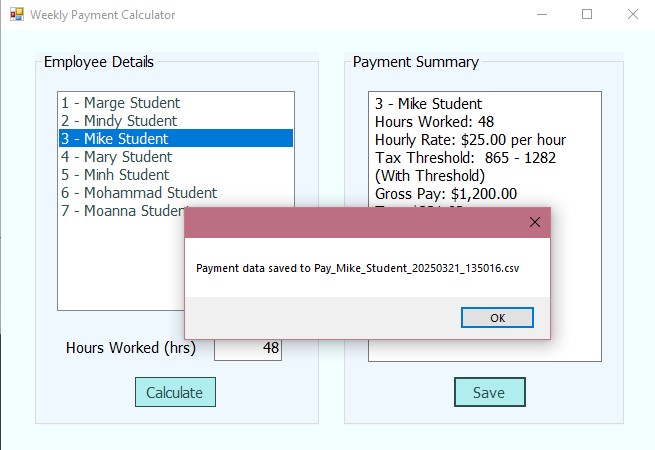 Weekly Payment Calculator
Employee Details
1 - Marge Student
2 - Mindy Student
3 - Mike Student
4 - Mary Student
5 - Minh Student
6 - Mohammad Student
7 - Moanna Student
Hours Worked (hrs)
48
Calculate
Payment Summary
3 - Mike Student
Hours Worked: 48
Hourly Rate: $25.00 per hour
Tax Threshold:  865 - 1282
(With Threshold)
Gross Pay: $1,200.00
Payment data saved to Pay_Mike_Student_20250321_135016.csv
OK
Save